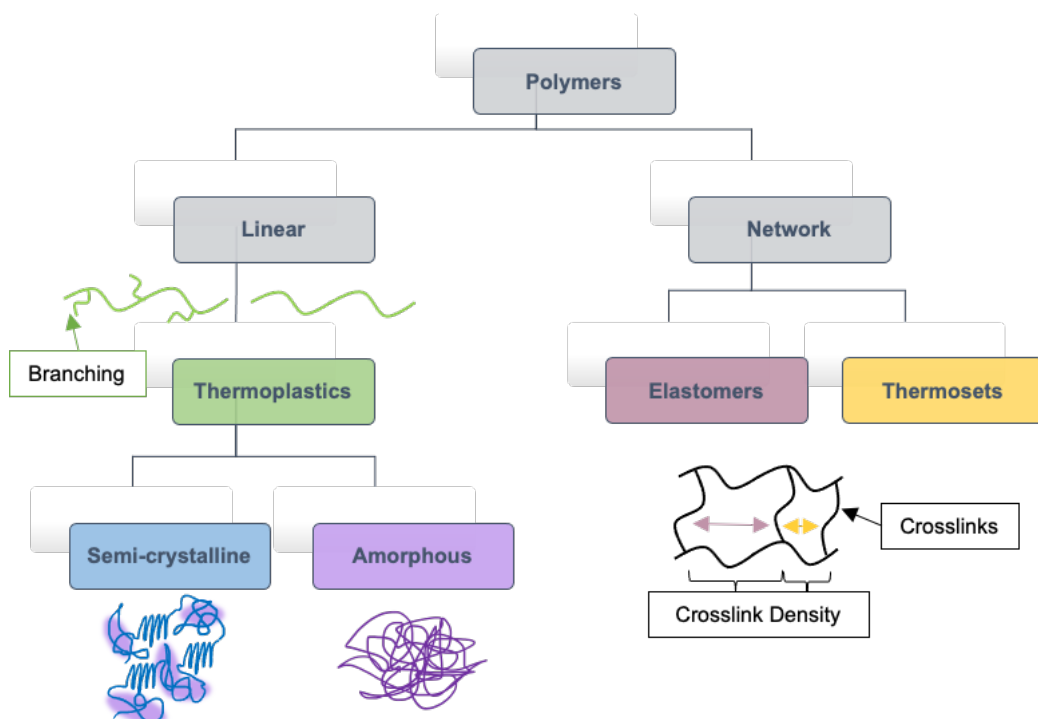 Polymers
Linear
Network
Branching
Thermoplastics
Elastomers
Thermosets
Crosslinks
Semi-crystalline
Amorphous
Crosslink Density